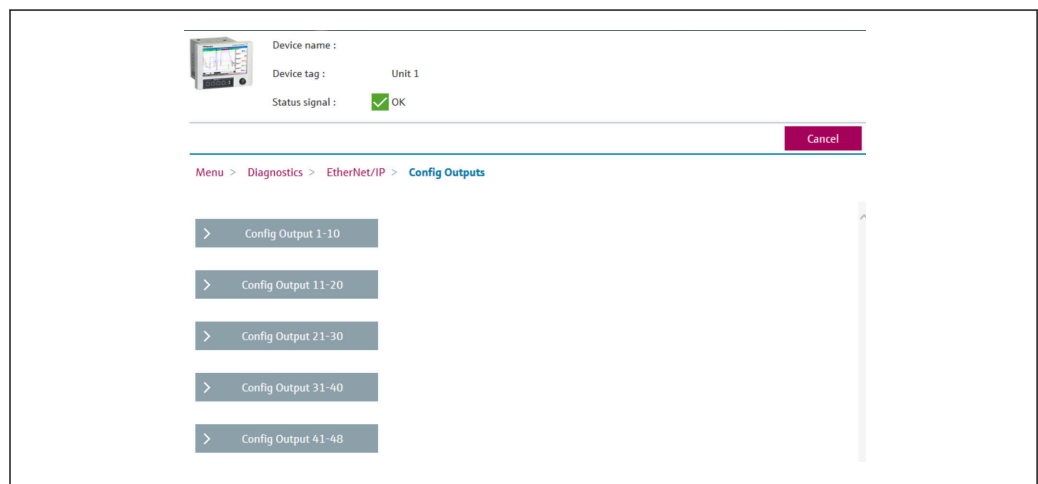 Device name :
Device tag : Unit 1
Status signal : OK
Cancel
Menu > Diagnostics > EtherNet/IP > Config Outputs
Config Output 1-10
Config Output 11-20
Config Output 21-30
Config Output 31-40
Config Output 41-48